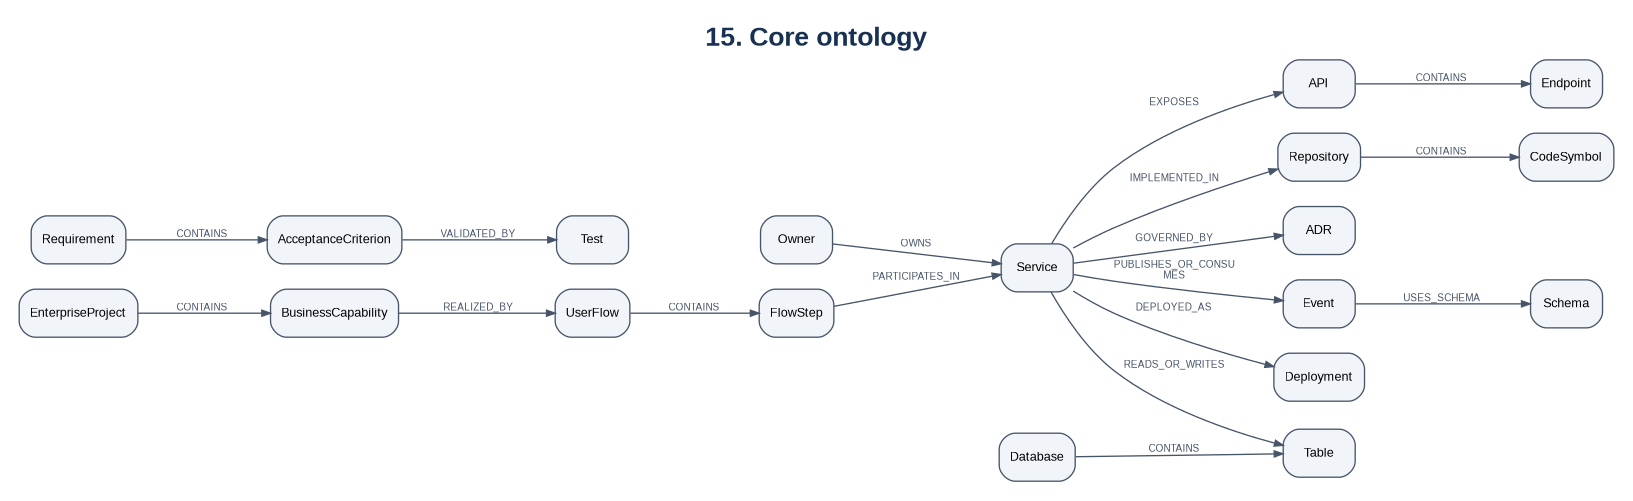 15. Core ontology
API
CONTAINS
Endpoint
EXPOSES
Repository
CONTAINS
CodeSymbol
IMPLEMENTED_IN
Requirement
CONTAINS
AcceptanceCriterion
VALIDATED_BY
Test
Owner
OWNS
GOVERNED_BY
ADR
Service
PARTICIPATES_IN
PUBLISHES_OR_CONSU
MES
EnterpriseProject
CONTAINS
BusinessCapability
REALIZED_BY
UserFlow
CONTAINS
FlowStep
DEPLOYED_AS
Event
USES_SCHEMA
Schema
READS_OR_WRITES
Deployment
Database
CONTAINS
Table